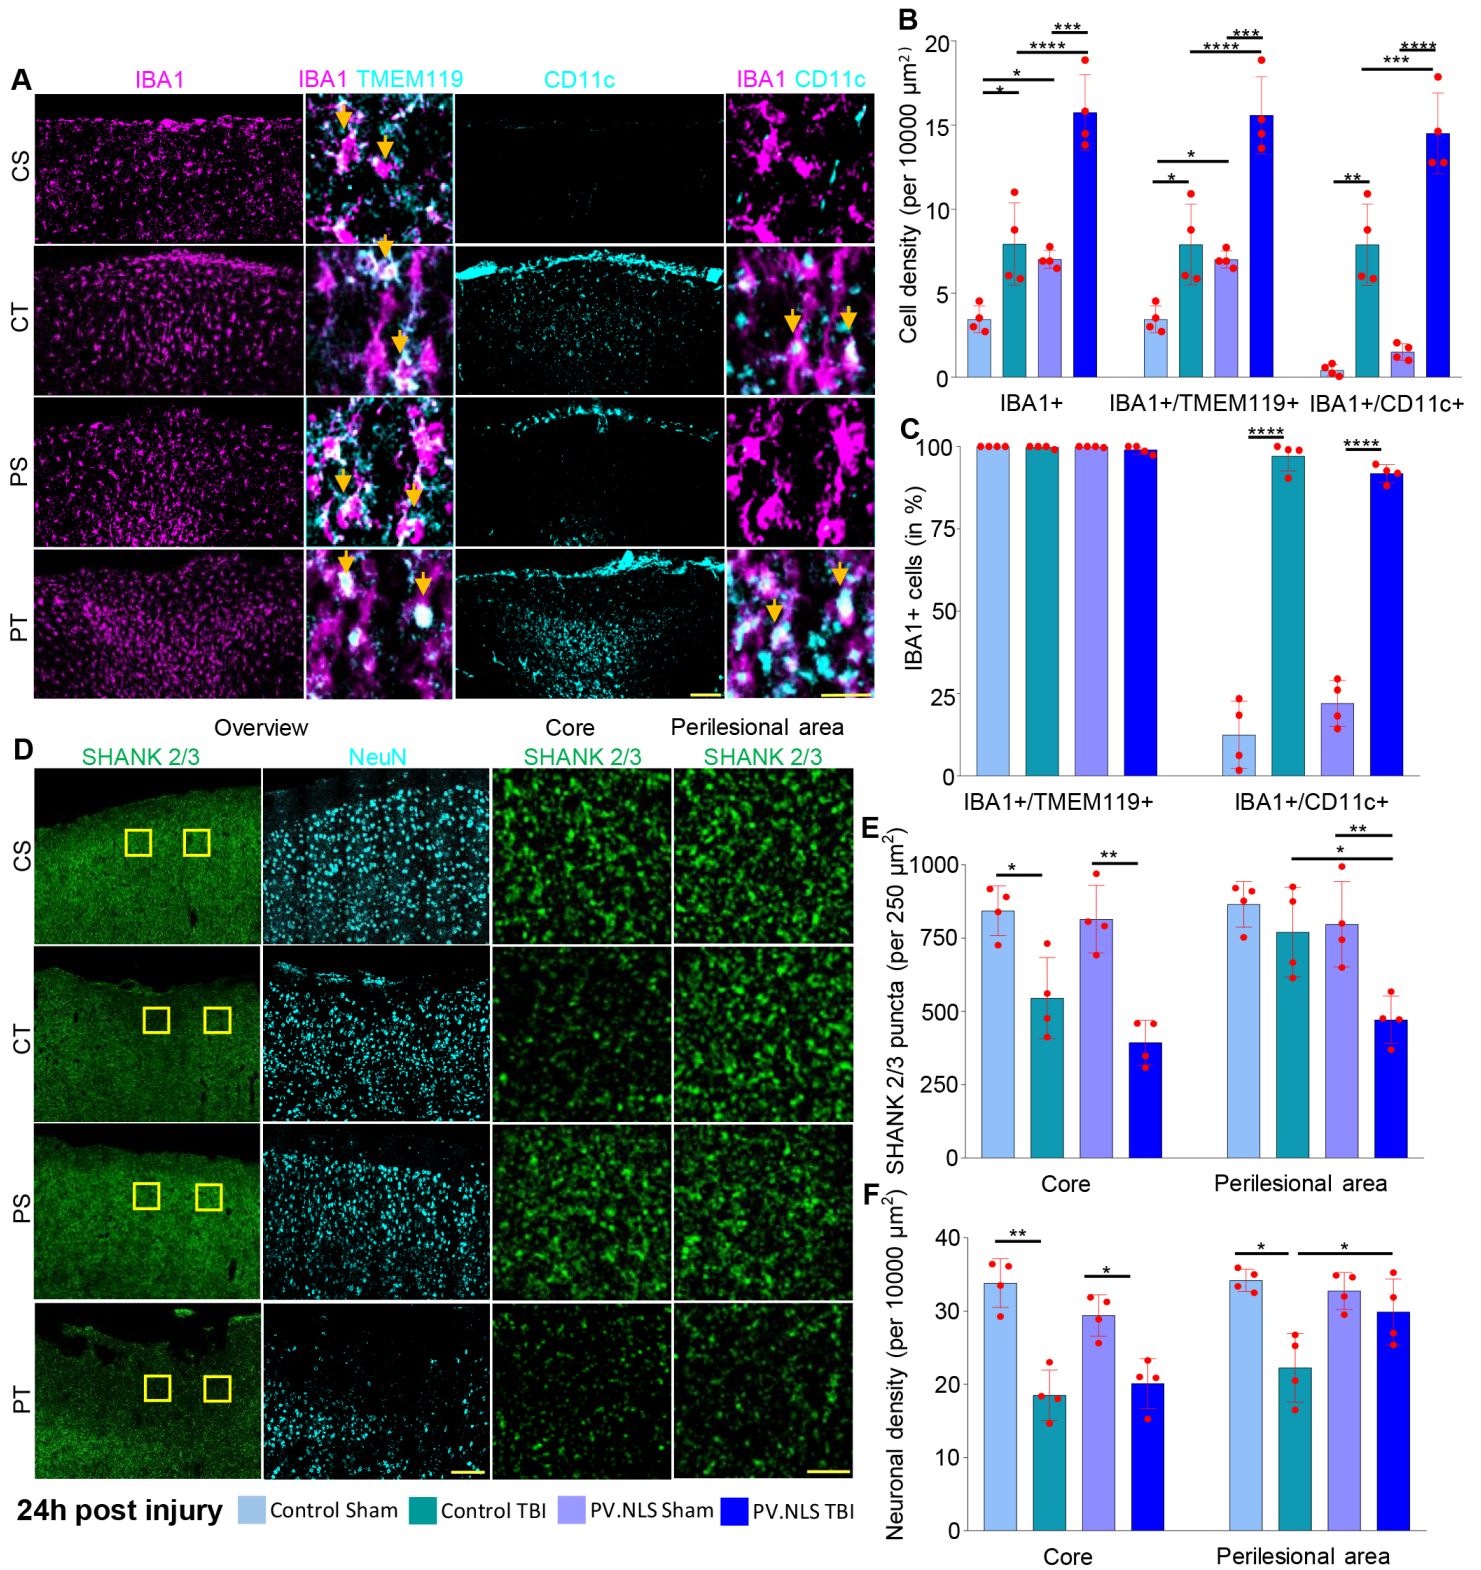 A
IBA1
IBA1 TMEM119
CD11c
IBA1 CD11c
CS
CT
PS
PT
B
Cell density (per 10000 µm²)
20
15
10
5
0
* * **** ***
* * **** ***
** *** ****
IBA1+
IBA1+/TMEM119+
IBA1+/CD11c+
C
IBA1+ cells (in %)
100
75
50
25
0
**** ****
IBA1+/TMEM119+
IBA1+/CD11c+
Overview
Core
Perilesional area
D
SHANK 2/3
NeuN
SHANK 2/3
SHANK 2/3
CS
CT
PS
PT
E
SHANK 2/3 puncta (per 250 µm²)
1000
750
500
250
0
* ** * **
Core
Perilesional area
F
Neuronal density (per 10000 µm²)
40
30
20
10
0
** * * *
Core
Perilesional area
24h post injury
Control Sham
Control TBI
PV.NLS Sham
PV.NLS TBI